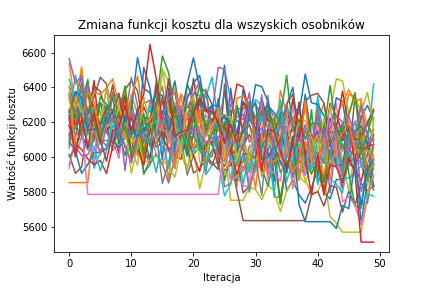 Zmiana funkcji kosztu dla wszyskich osobników
Wartość funkcji kosztu
6600
6400
6200
6000
5800
5600
0 10 20 30 40 50
Iteracja